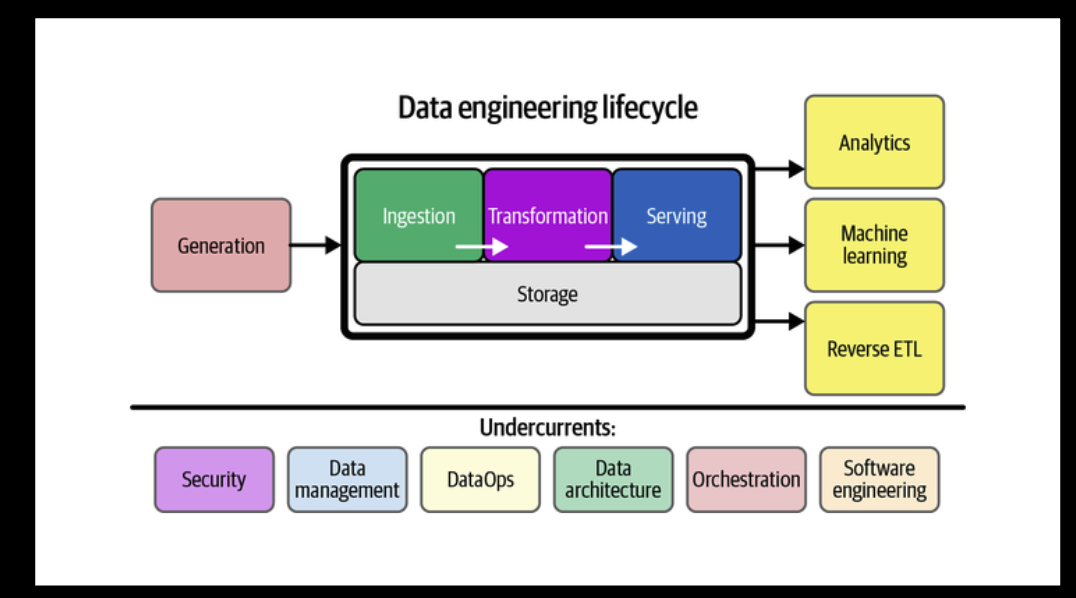 Data engineering lifecycle
Generation
Ingestion
Transformation
Serving
Storage
Analytics
Machine
learning
Reverse ETL
Undercurrents:
Security
Data
management
DataOps
Data
architecture
Orchestration
Software
engineering